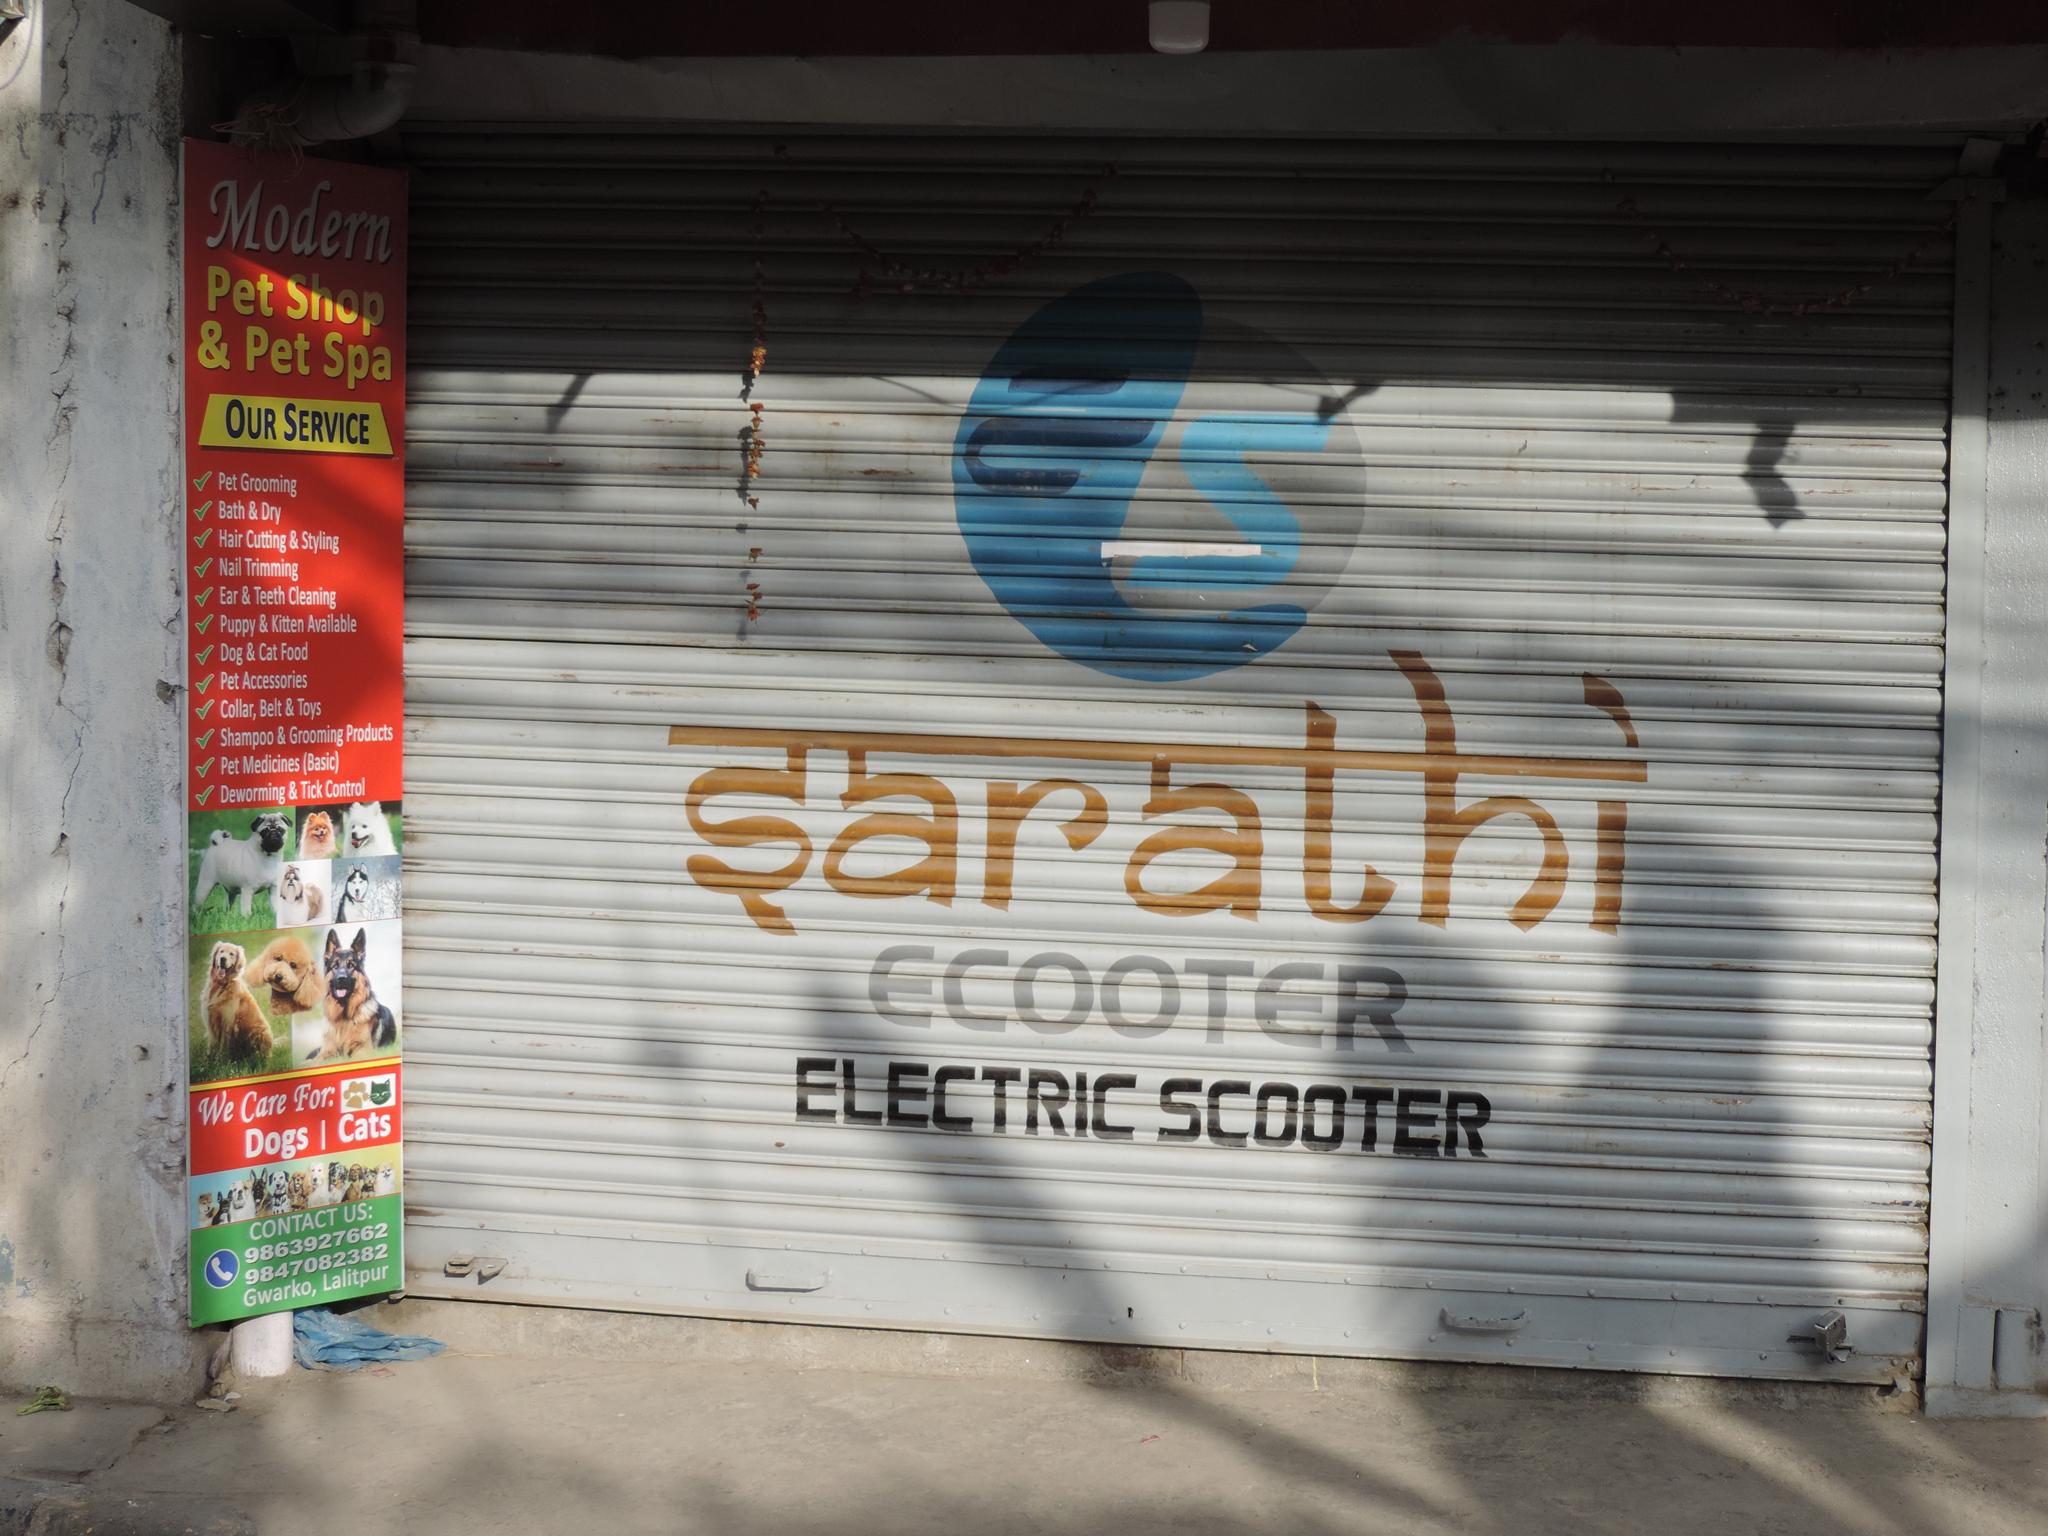 Modern
Pet Shop
& Pet Spa
OUR SERVICE
Pet Grooming
Bath & Dry
Hair Cutting & Styling
Nail Trimming
Ear & Teeth Cleaning
Puppy & Kitten Available
Dog & Cat Food
Pet Accessories
Collar, Belt & Toys
Shampoo & Grooming Products
Pet Medicines (Basic)
Deworming & Tick Control
We Care For:
Dogs | Cats
CONTACT US:
9863927662
9847082382
Gwarko, Lalitpur
sarathi
ECOOTER
ELECTRIC SCOOTER